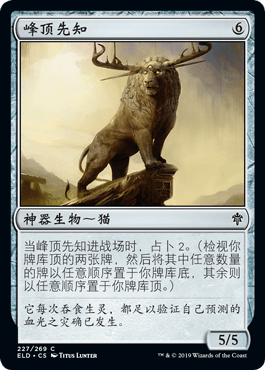 峰顶先知 6
神器生物~猫
当峰顶先知进战场时，占卜2。（检视你
牌库顶的两张牌，然后将其中任意数量
的牌以任意顺序置于你牌库底，其余则
以任意顺序置于你牌库顶。）
它每次吞食生灵，都足以验证自己预测的
血光之灾确已发生。
5/5
227/269 C
ELD • CS TITUS LUNTER
™ & © 2019 Wizards of the Coast